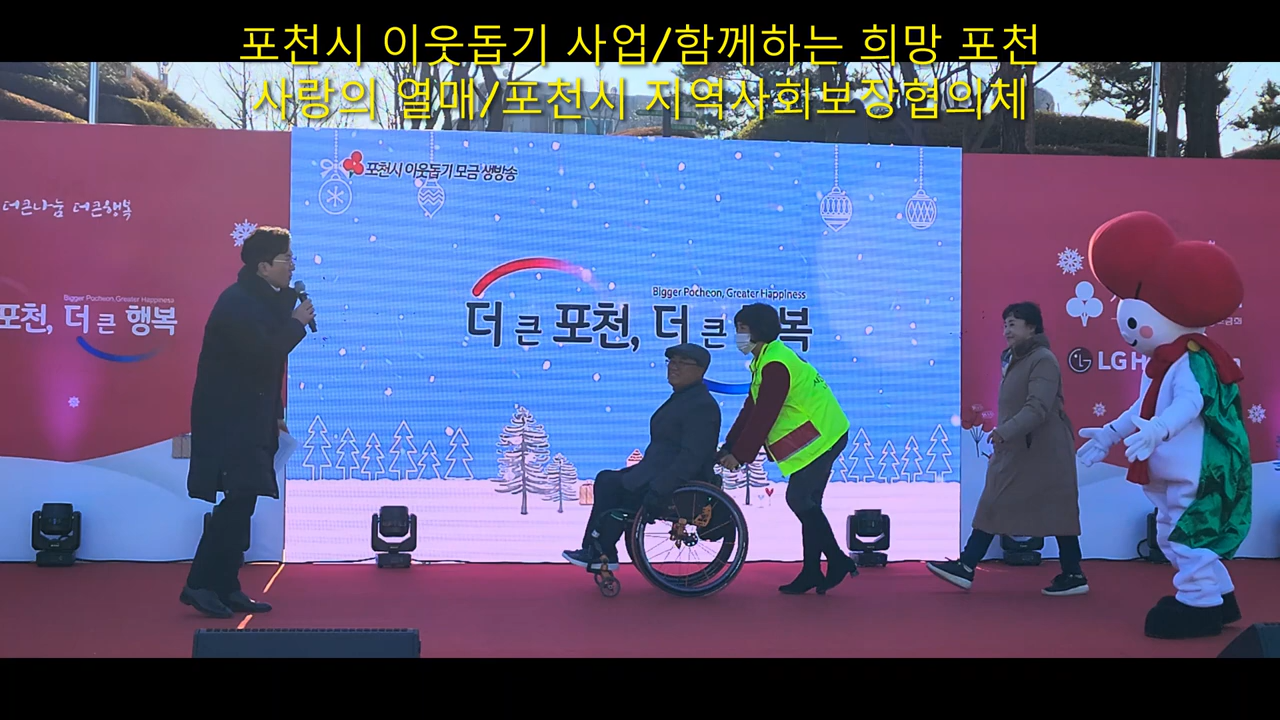 포천시 이웃돕기 사업/함께하는 희망 포천
사랑의 열매/포천시 지역사회보장협의체
포천시 이웃돕기 모금 생방송
더 큰 나눔 더 큰 행복
Bigger Pocheon, Greater Happiness
포천, 더 큰 행복
Bigger Pocheon, Greater Happiness
더 큰 포천, 더 큰 복
LG H